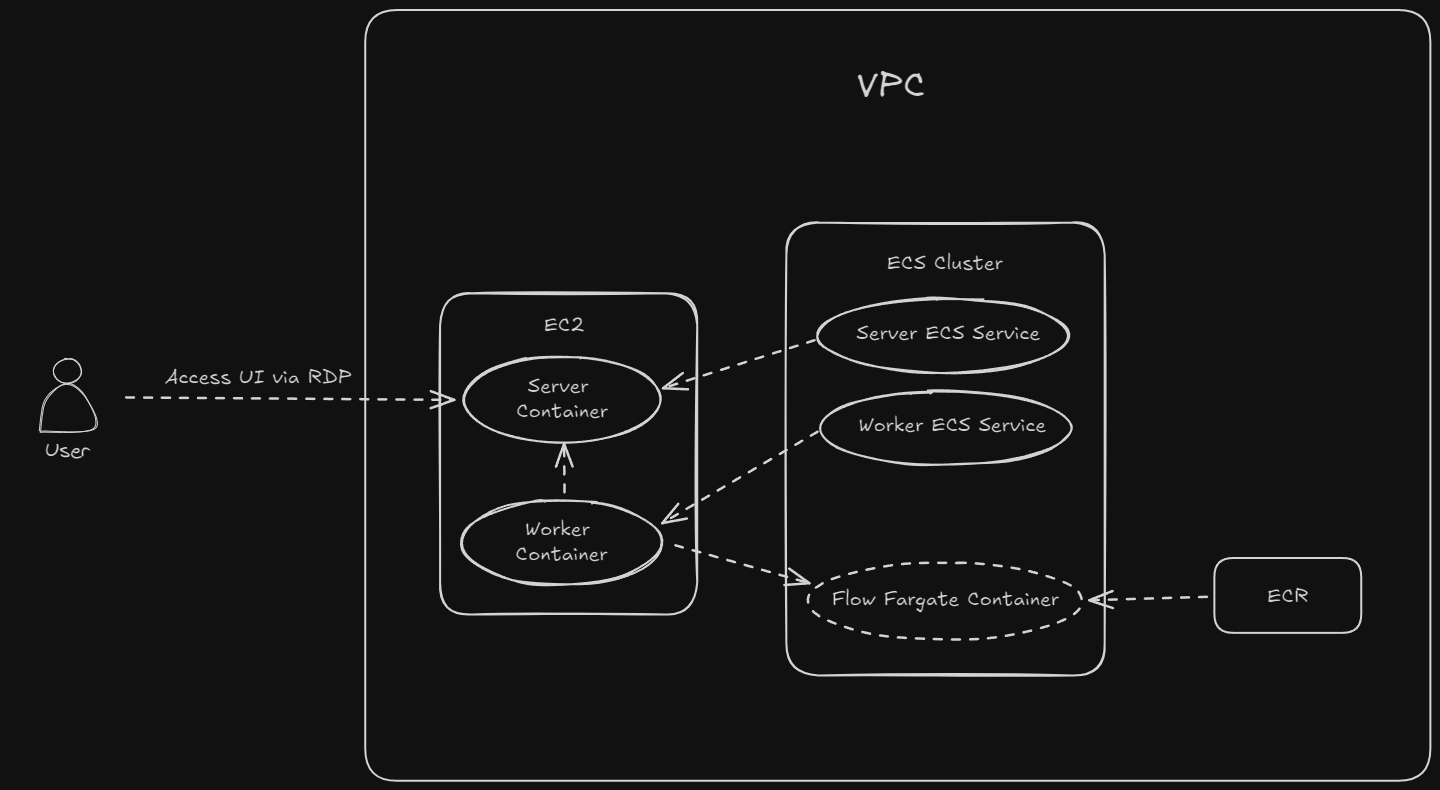 VPC
ECS Cluster
EC2
Server ECS Service
Access UI via RDP
Server
Container
Worker ECS Service
User
Worker
Container
Flow Fargate Container
ECR